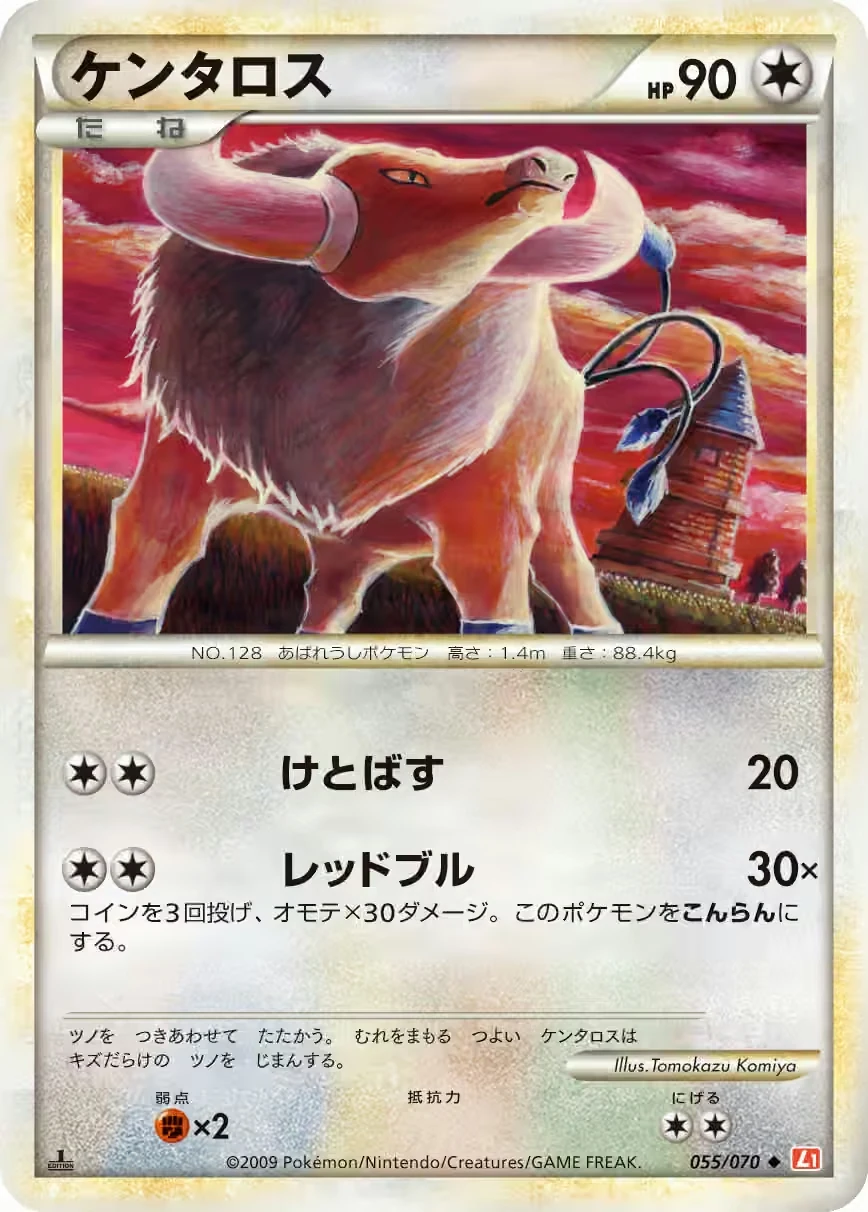 ケンタロス HP90
たね
NO.128 あばれうしポケモン 高さ：1.4m 重さ：88.4kg
けとばす 20
レッドブル 30×
コインを3回投げ、オモテ×30ダメージ。このポケモンをこんらんに
する。
ツノを つきあわせて たたかう。 むれをまもる つよい ケンタロスは
キズだらけの ツノを じまんする。
Illus.Tomokazu Komiya
弱点 抵抗力 にげる
×2
1 EDITION ©2009 Pokémon/Nintendo/Creatures/GAME FREAK. 055/070 ◆ L1